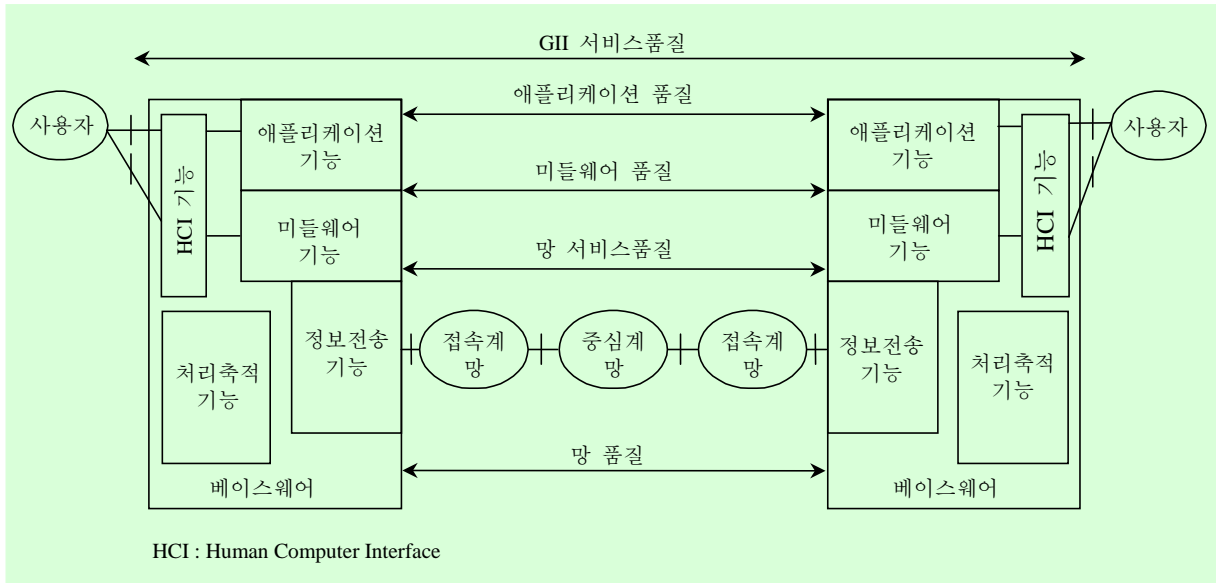 GII 서비스품질
애플리케이션 품질
사용자
HCI 기능
애플리케이션
기능
미들웨어 품질
미들웨어
기능
망 서비스품질
정보전송
기능
처리축적
기능
베이스웨어
접속계
망
중심계
망
접속계
망
망 품질
애플리케이션
기능
미들웨어
기능
HCI 기능
사용자
정보전송
기능
처리축적
기능
베이스웨어
HCI : Human Computer Interface